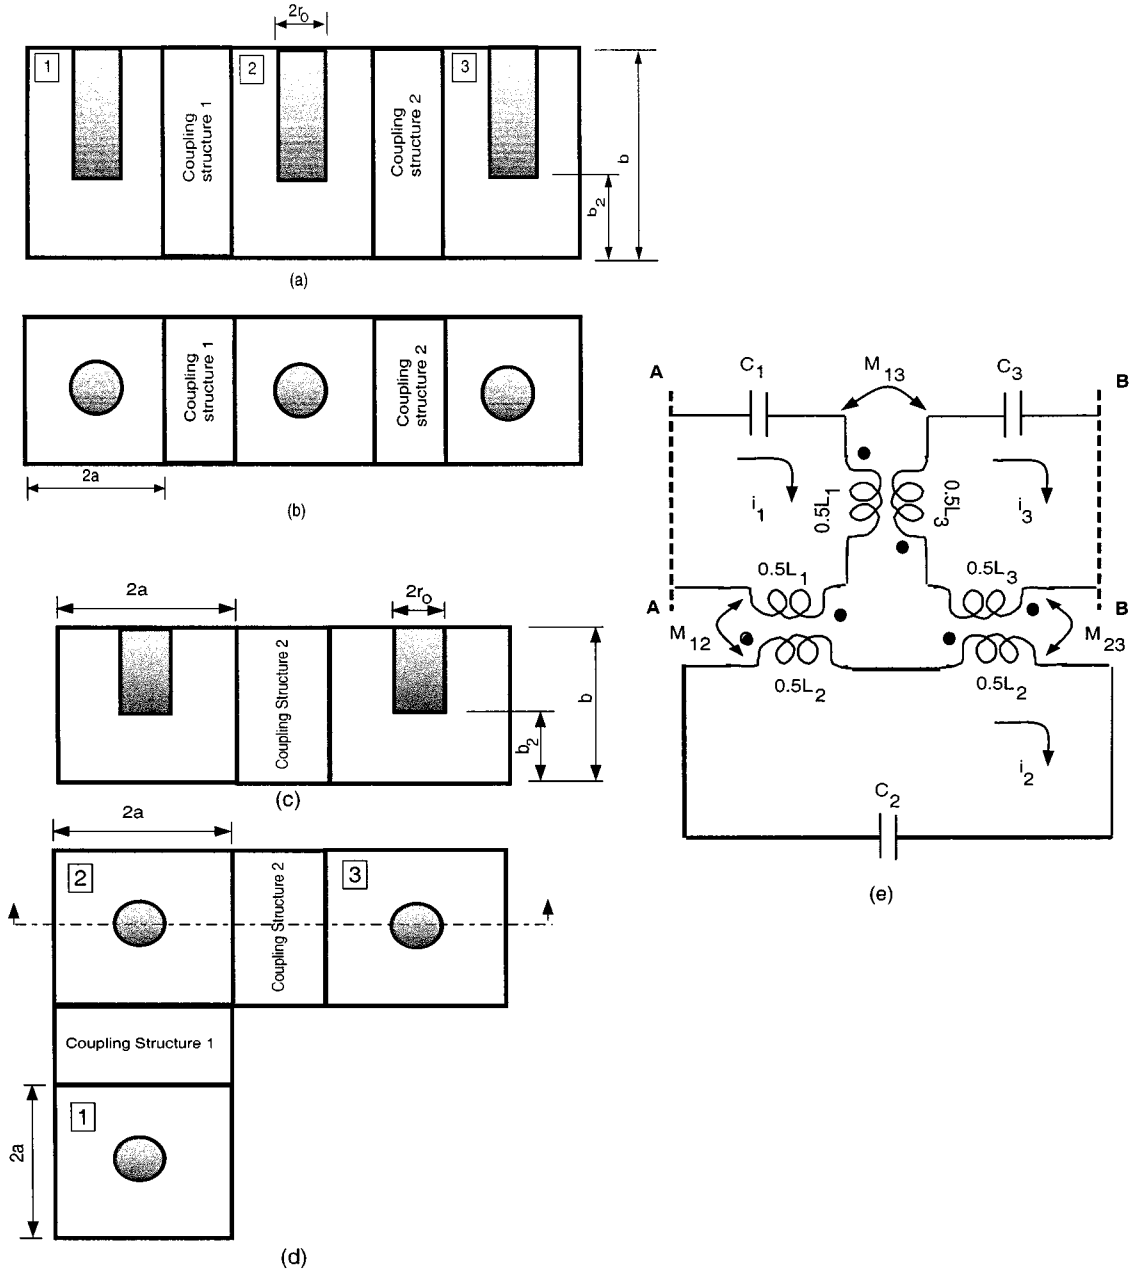 2r₀
1
2
3
Coupling
structure 1
Coupling
structure 2
b
b₂
(a)
Coupling
structure 1
Coupling
structure 2
2a
(b)
2a
2r₀
Coupling Structure 2
b
b₂
(c)
2a
2
3
Coupling Structure 2
Coupling Structure 1
1
2a
(d)
A
C₁
M₁₃
C₃
B
i₁
0.5L₁
0.5L₃
i₃
0.5L₁
0.5L₃
A
B
M₁₂
M₂₃
0.5L₂
0.5L₂
i₂
C₂
(e)